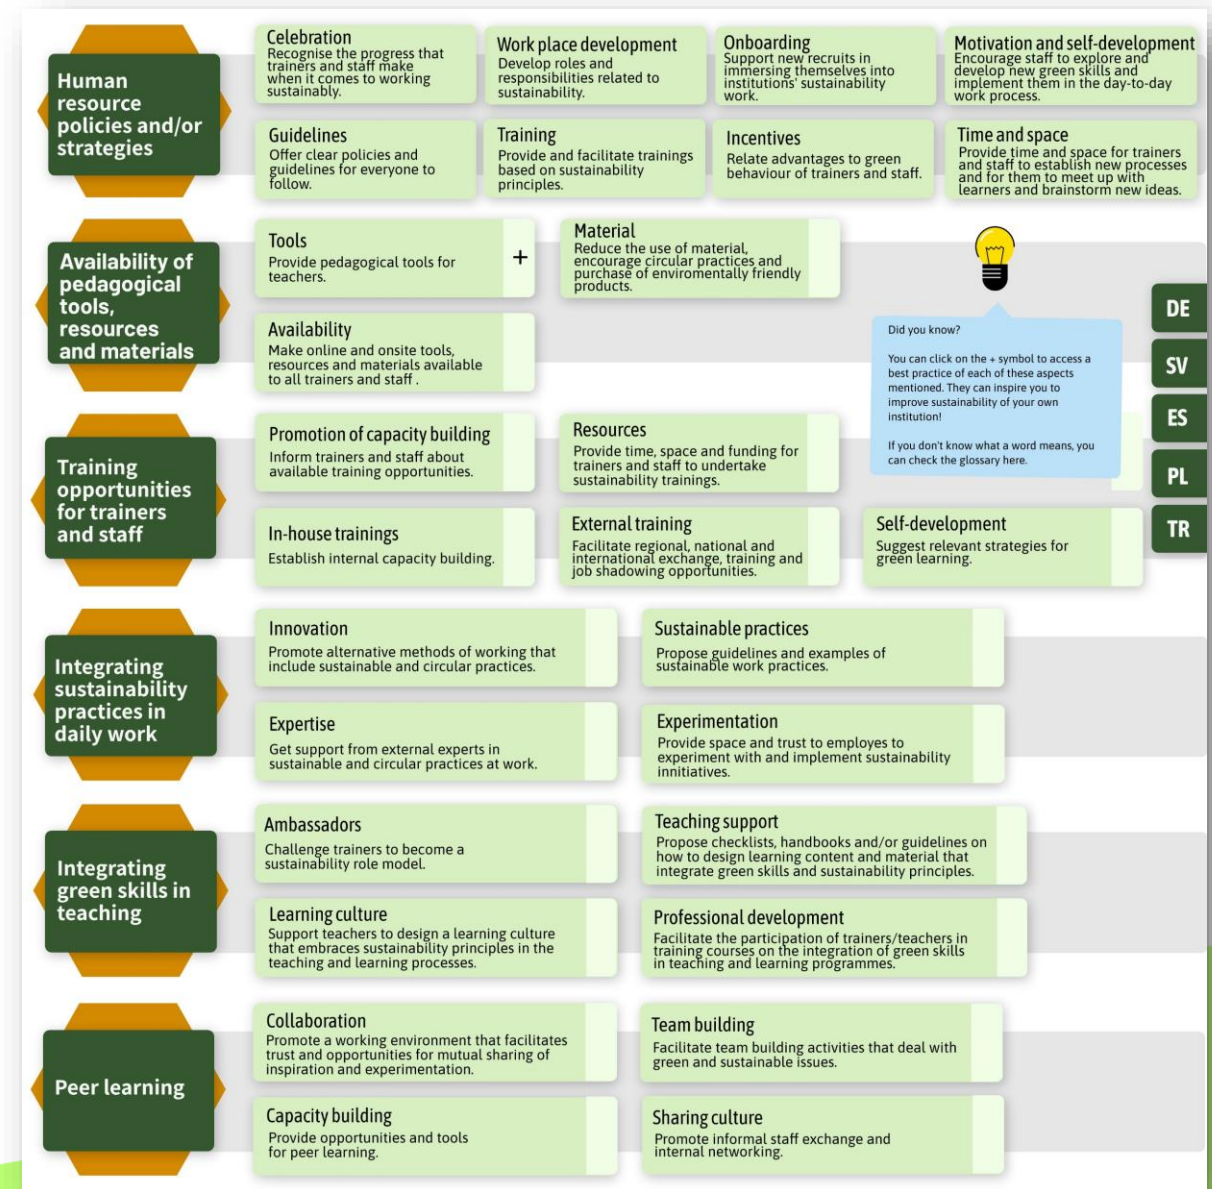 Human
resource
policies and/or
strategies
Celebration
Recognise the progress that
trainers and staff make
when it comes to working
sustainably.
Work place development
Develop roles and
responsibilities related to
sustainability.
Onboarding
Support new recruits in
immersing themselves into
institutions' sustainability
work.
Motivation and self-development
Encourage staff to explore and
develop new green skills and
implement them in the day-to-day
work process.
Guidelines
Offer clear policies and
guidelines for everyone to
follow.
Training
Provide and facilitate trainings
based on sustainability
principles.
Incentives
Relate advantages to green
behaviour of trainers and staff.
Time and space
Provide time and space for trainers
and staff to establish new processes
and for them to meet up with
learners and brainstorm new ideas.
Availability of
pedagogical
tools,
resources
and materials
Tools
Provide pedagogical tools for
teachers.
+
Material
Reduce the use of material,
encourage circular practices and
purchase of enviromentally friendly
products.
Availability
Make online and onsite tools,
resources and materials available
to all trainers and staff .
Did you know?
You can click on the + symbol to access a
best practice of each of these aspects
mentioned. They can inspire you to
improve sustainability of your own
institution!
If you don't know what a word means, you
can check the glossary here.
DE
SV
ES
PL
TR
Training
opportunities
for trainers
and staff
Promotion of capacity building
Inform trainers and staff about
available training opportunities.
Resources
Provide time, space and funding for
trainers and staff to undertake
sustainability trainings.
In-house trainings
Establish internal capacity building.
External training
Facilitate regional, national and
international exchange, training and
job shadowing opportunities.
Self-development
Suggest relevant strategies for
green learning.
Integrating
sustainability
practices in
daily work
Innovation
Promote alternative methods of working that
include sustainable and circular practices.
Sustainable practices
Propose guidelines and examples of
sustainable work practices.
Expertise
Get support from external experts in
sustainable and circular practices at work.
Experimentation
Provide space and trust to employes to
experiment with and implement sustainability
innitiatives.
Integrating
green skills in
teaching
Ambassadors
Challenge trainers to become a
sustainability role model.
Teaching support
Propose checklists, handbooks and/or guidelines on
how to design learning content and material that
integrate green skills and sustainability principles.
Learning culture
Support teachers to design a learning culture
that embraces sustainability principles in the
teaching and learning processes.
Professional development
Facilitate the participation of trainers/teachers in
training courses on the integration of green skills
in teaching and learning programmes.
Peer learning
Collaboration
Promote a working environment that facilitates
trust and opportunities for mutual sharing of
inspiration and experimentation.
Team building
Facilitate team building activities that deal with
green and sustainable issues.
Capacity building
Provide opportunities and tools
for peer learning.
Sharing culture
Promote informal staff exchange and
internal networking.